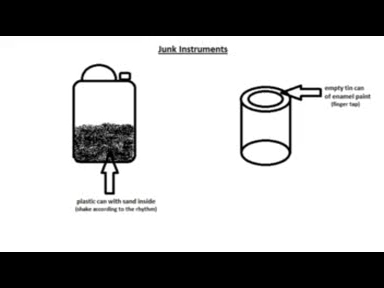 Junk Instruments
empty tin can
of enamel paint
(finger tap)
plastic can with sand inside
(shake according to the rhythm)